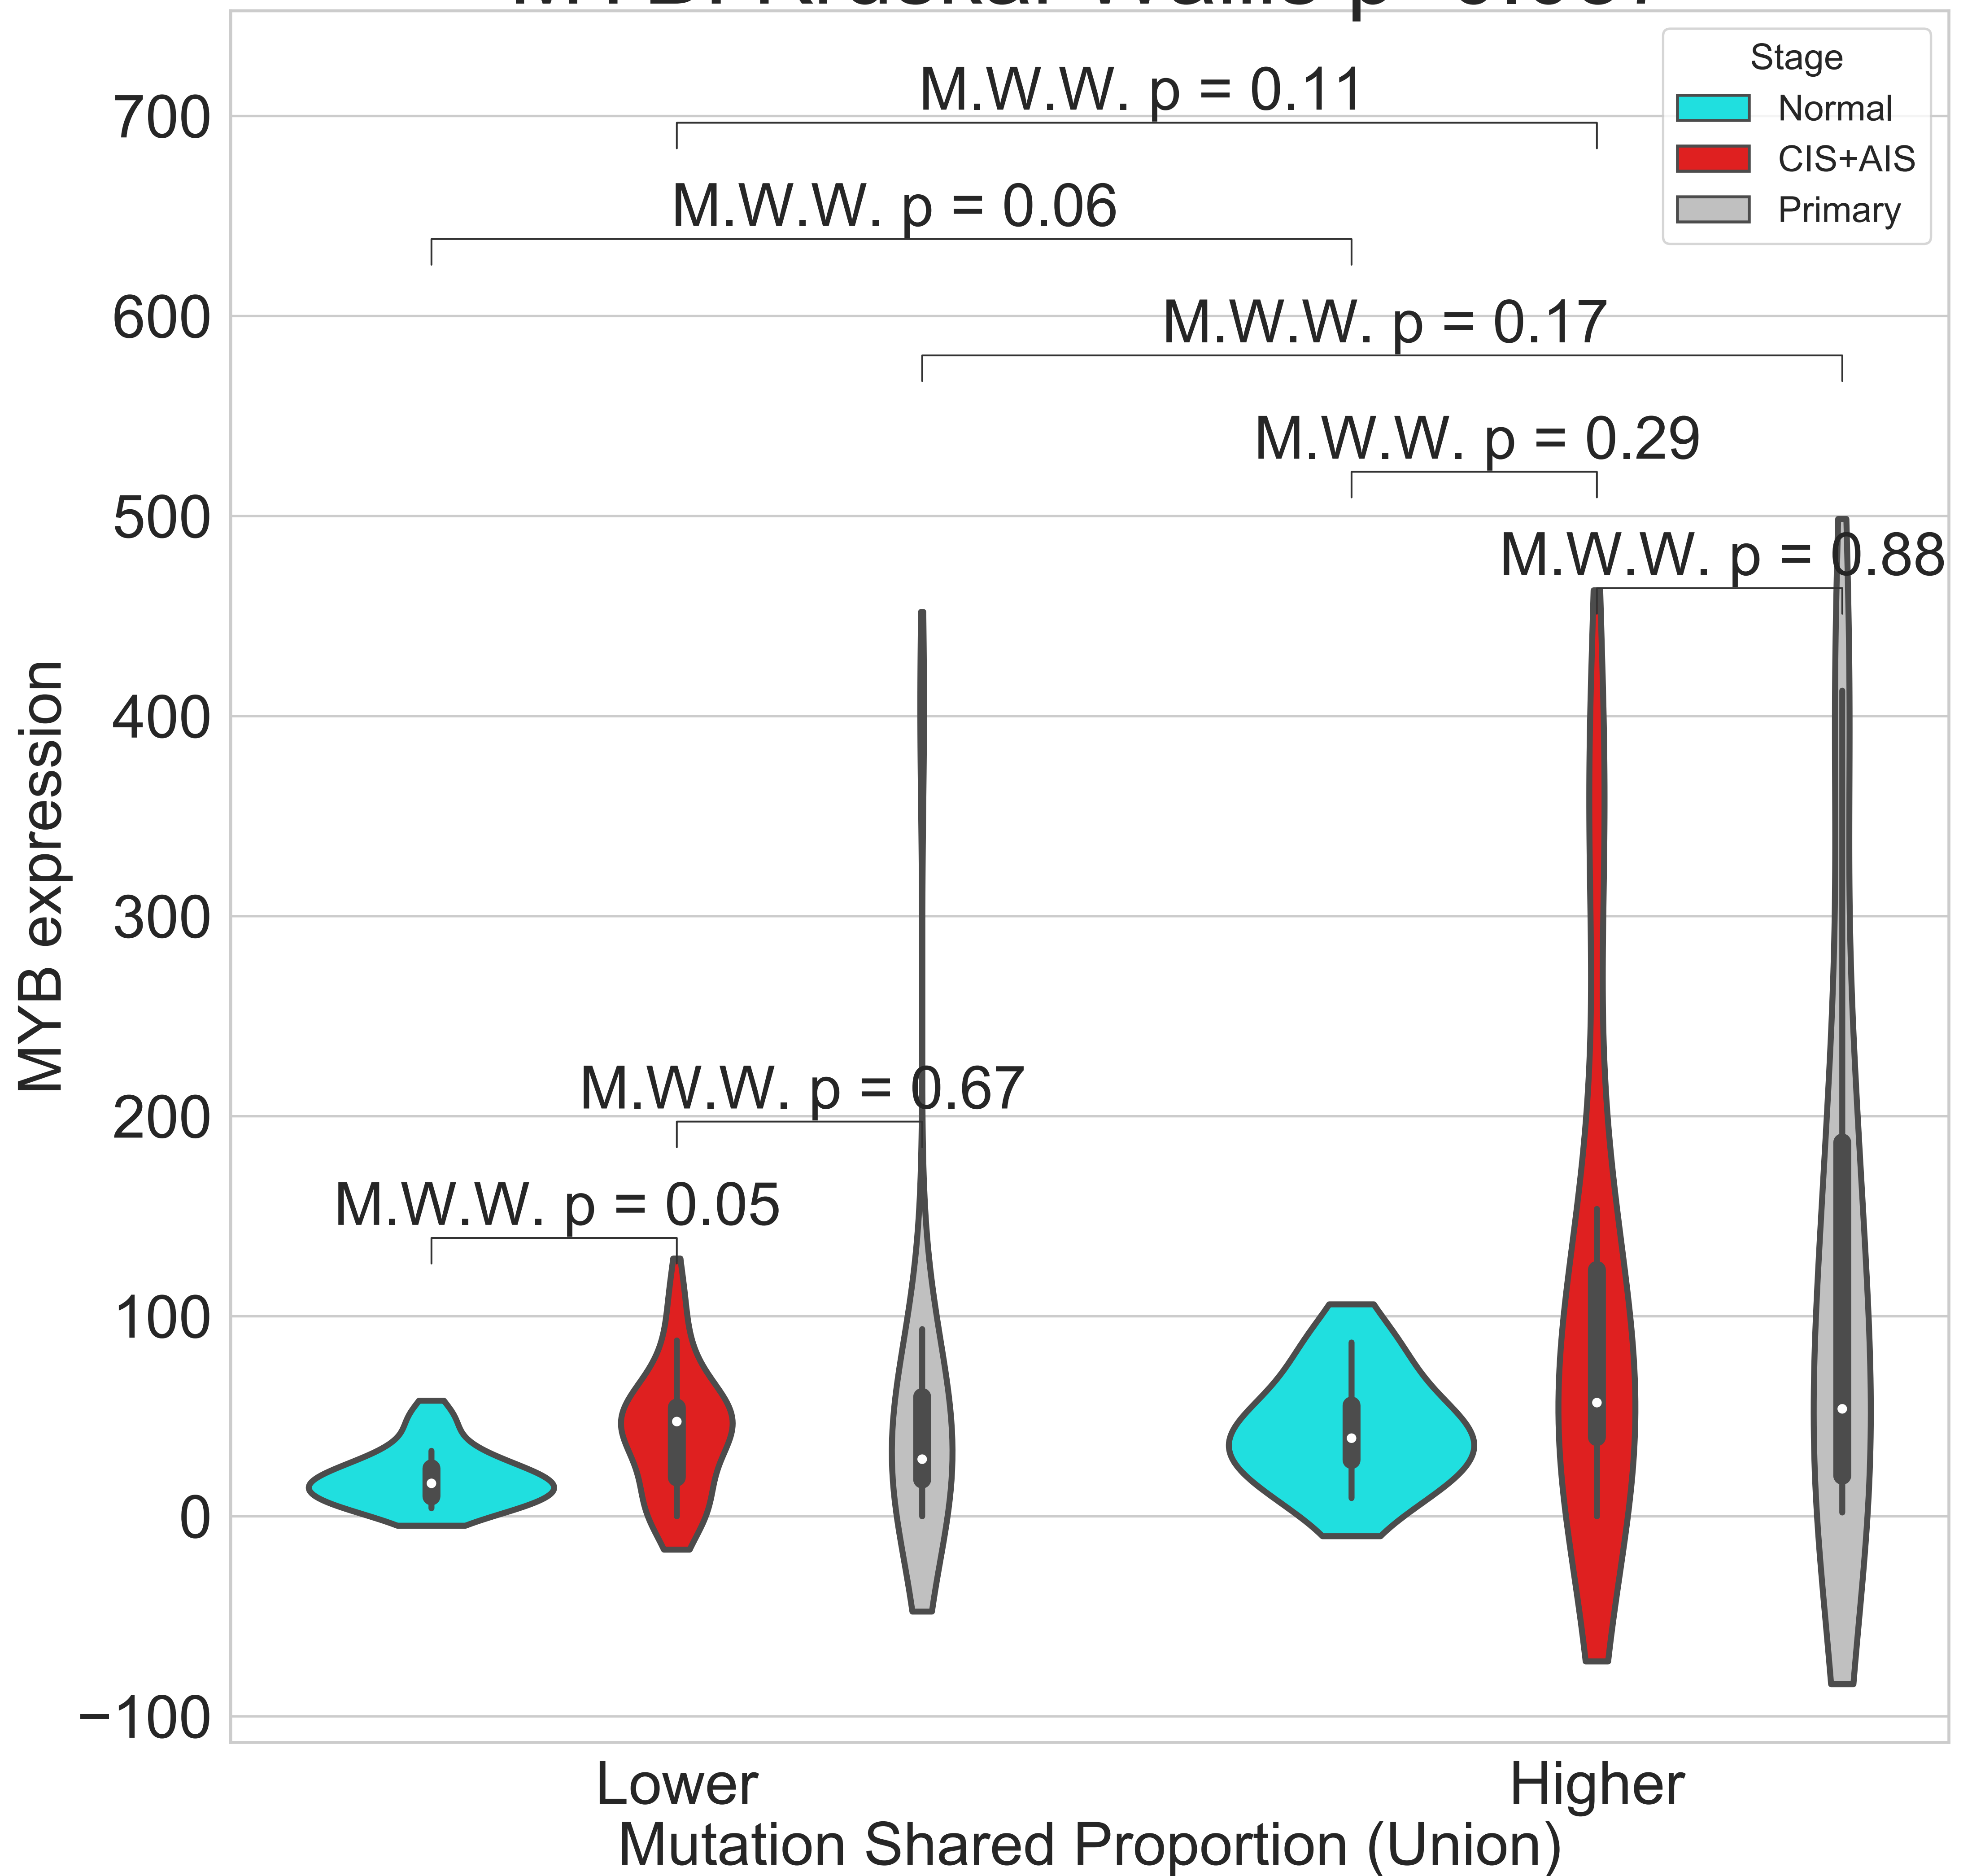 Stage
Normal
CIS+AIS
Primary
M.W.W. p = 0.11
M.W.W. p = 0.06
M.W.W. p = 0.17
M.W.W. p = 0.29
M.W.W. p = 0.88
M.W.W. p = 0.67
M.W.W. p = 0.05
700
600
500
400
300
200
100
0
−100
MYB expression
Lower
Higher
Mutation Shared Proportion (Union)